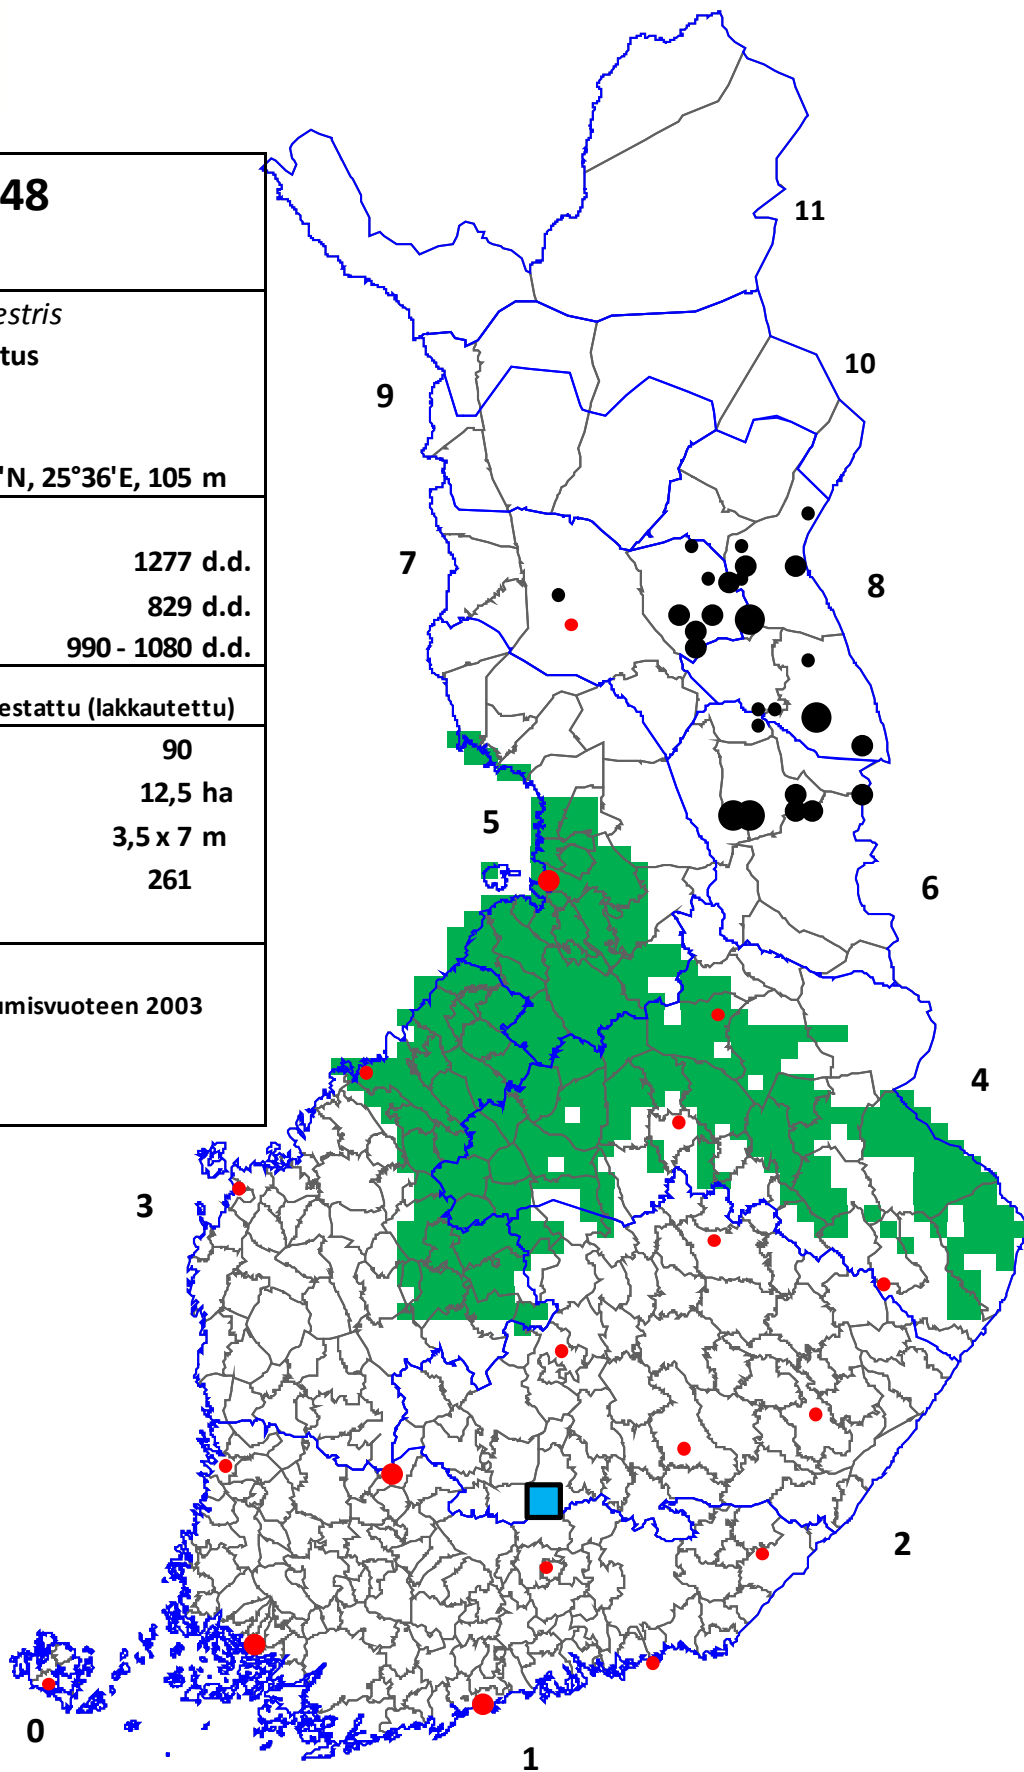 48
estris
tus
'N, 25°36'E, 105 m
1277 d.d.
829 d.d.
990 - 1080 d.d.
estattu (lakkautettu)
90
12,5 ha
3,5 x 7 m
261
umisvuoteen 2003
11
10
9
7
8
5
6
4
3
2
0
1